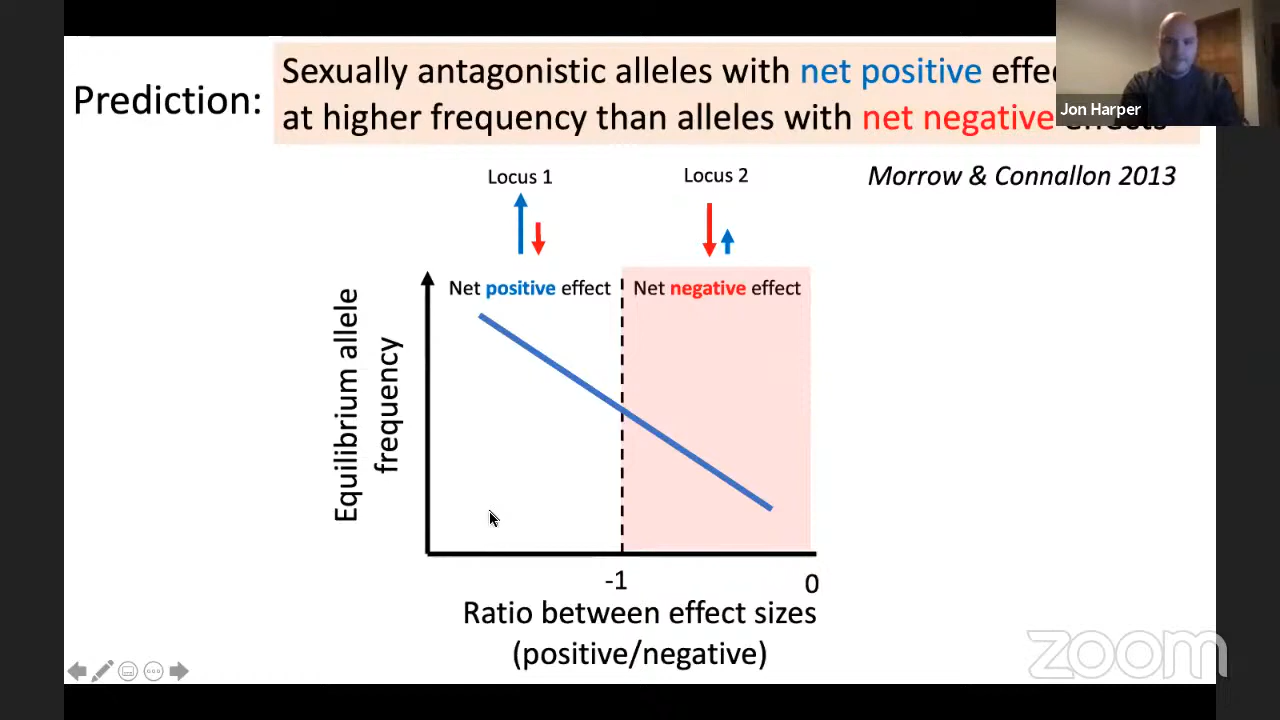 Prediction:
Sexually antagonistic alleles with net positive
at higher frequency than alleles with net negative effects
Jon Harper
Locus 1
Locus 2
Morrow & Connallon 2013
Net positive effect
Net negative effect
Equilibrium allele
frequency
-1
0
Ratio between effect sizes
(positive/negative)
zoom